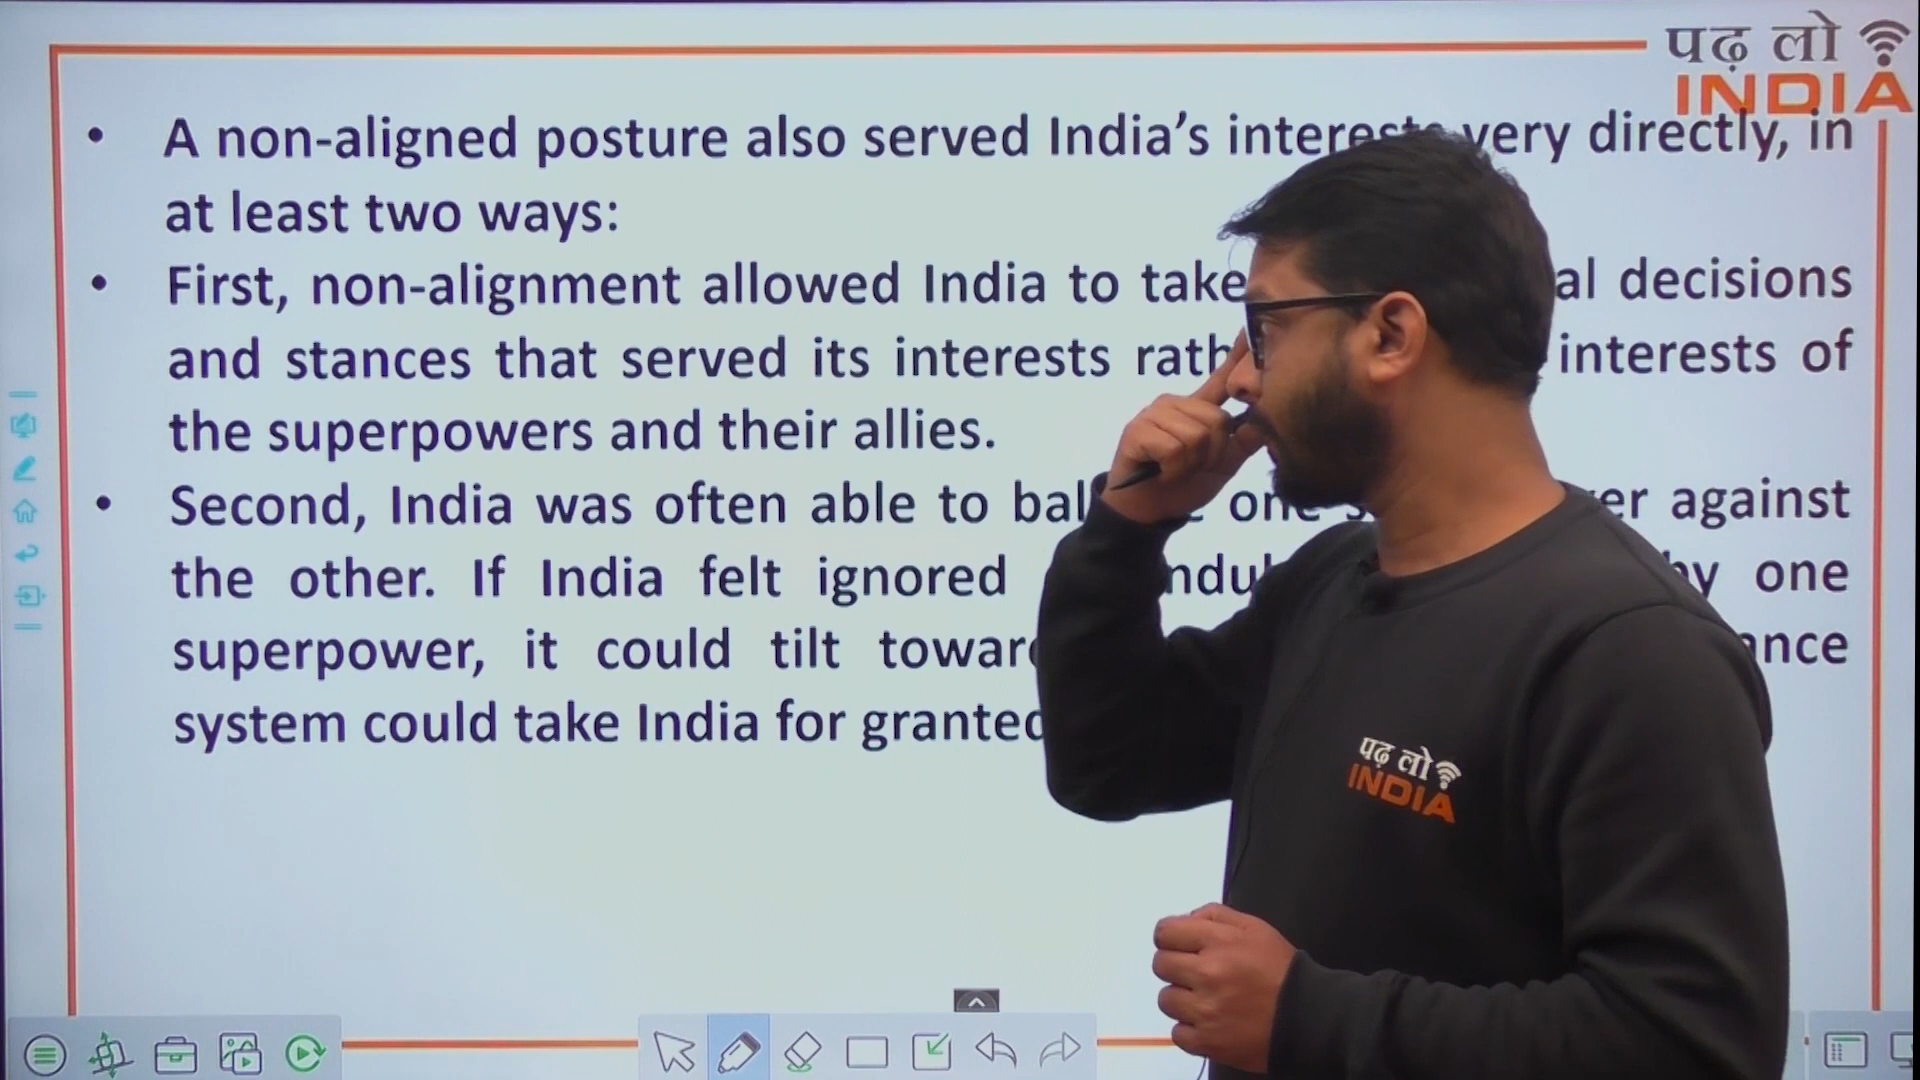 पढ़ लो
INDIA
• A non-aligned posture also served India's interests very directly, in
at least two ways:
• First, non-alignment allowed India to take al decisions
and stances that served its interests rath interests of
the superpowers and their allies.
• Second, India was often able to bal one s er against
the other. If India felt ignored ndul by one
superpower, it could tilt toward ance
system could take India for granted
पढ़ लो
INDIA